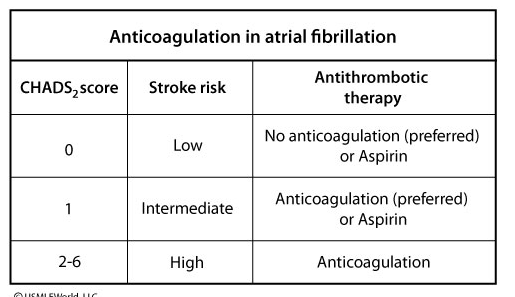 Anticoagulation in atrial fibrillation
CHADS₂ score
Stroke risk
Antithrombotic
therapy
0
Low
No anticoagulation (preferred)
or Aspirin
1
Intermediate
Anticoagulation (preferred)
or Aspirin
2-6
High
Anticoagulation
© USMLEWorld, LLC